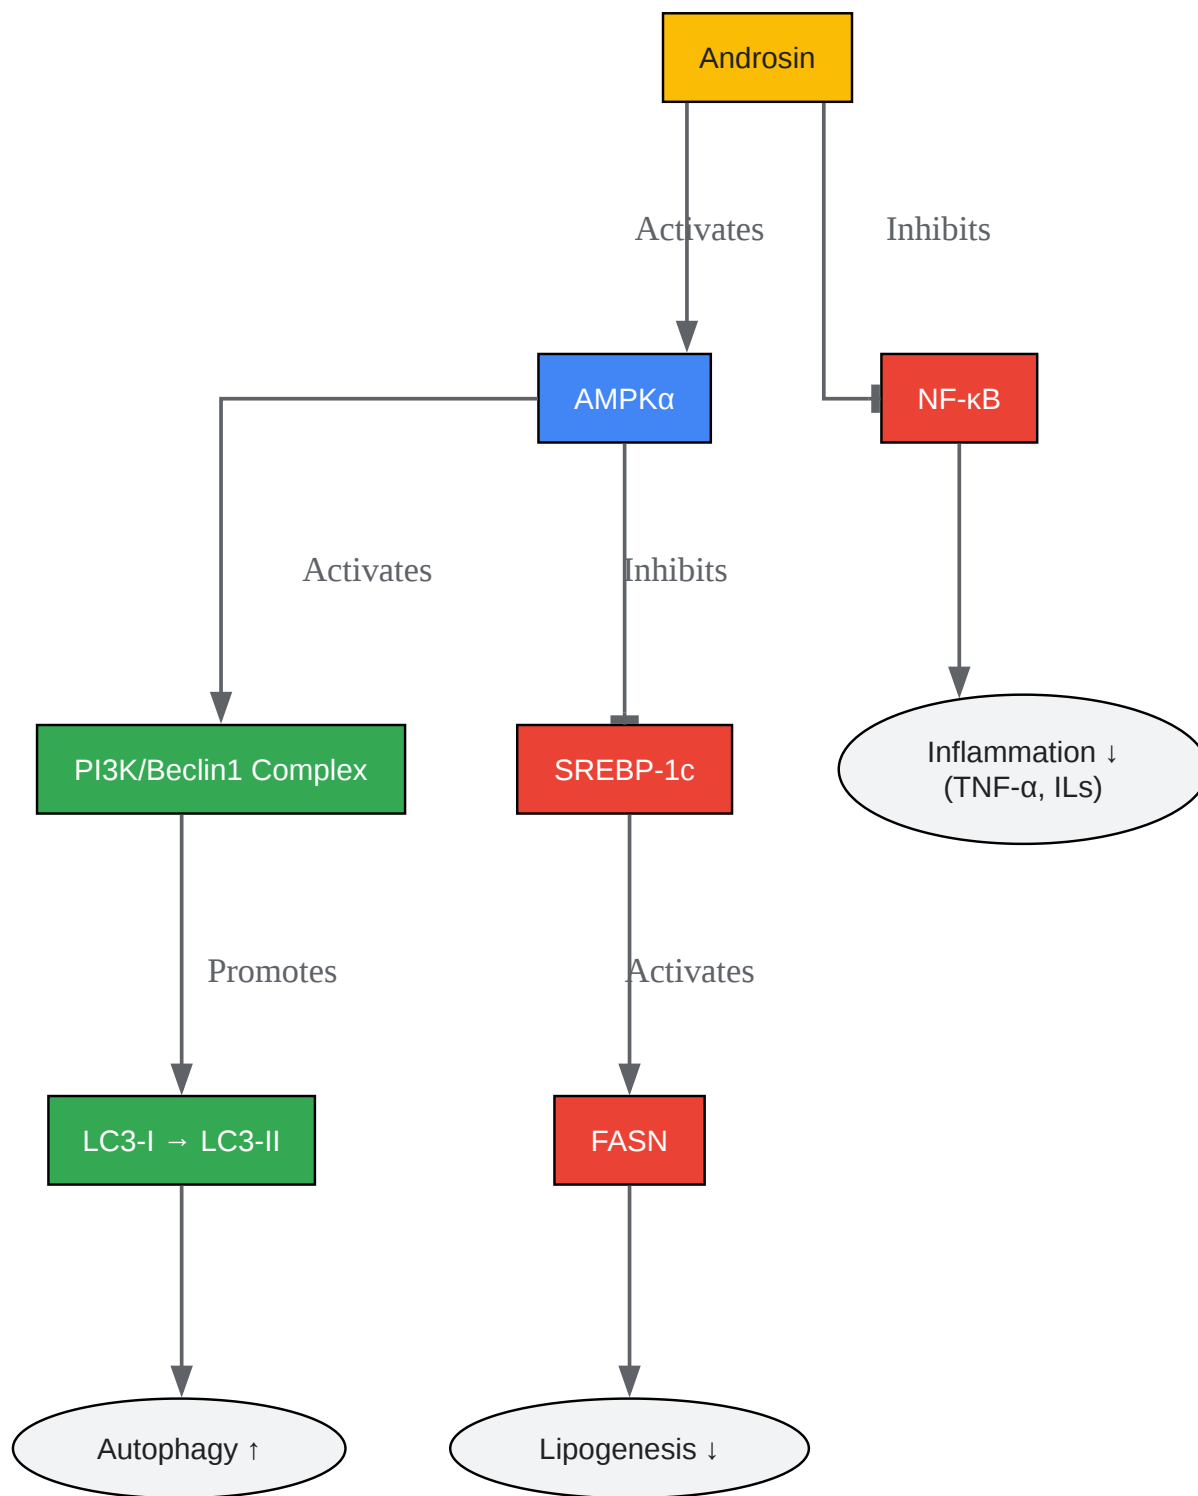 Androsin
Activates
Inhibits
AMPKα
NF-κB
Activates
Inhibits
PI3K/Beclin1 Complex
SREBP-1c
Inflammation ↓
(TNF-α, ILs)
Promotes
Activates
LC3-I → LC3-II
FASN
Autophagy ↑
Lipogenesis ↓